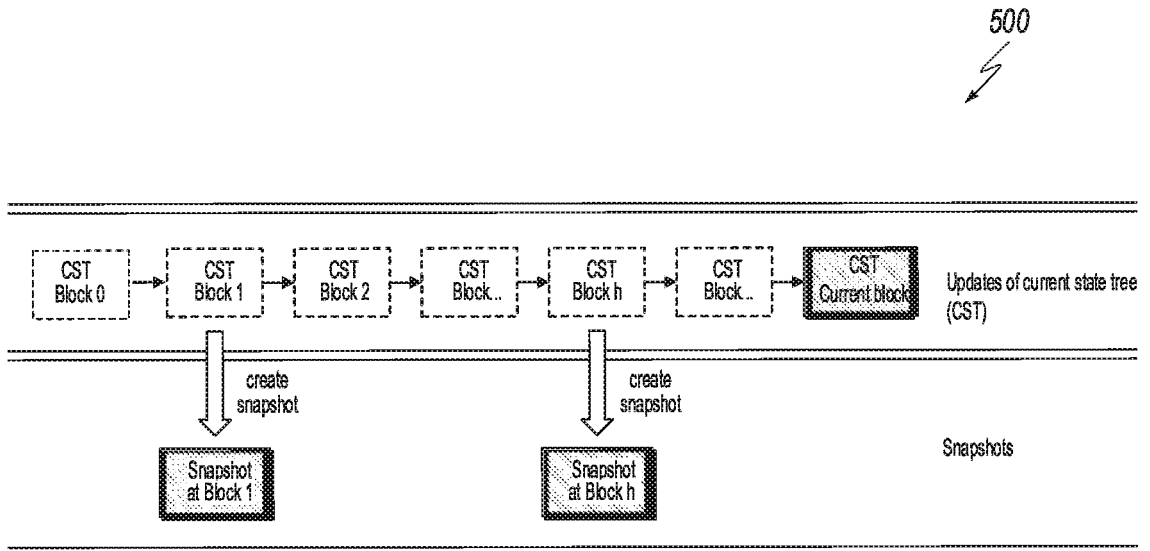 500
CST
Block 0
CST
Block 1
CST
Block 2
CST
Block...
CST
Block h
CST
Block...
CST
Current block
Updates of current state tree
(CST)
create
snapshot
create
snapshot
Snapshot
at Block 1
Snapshot
at Block h
Snapshots